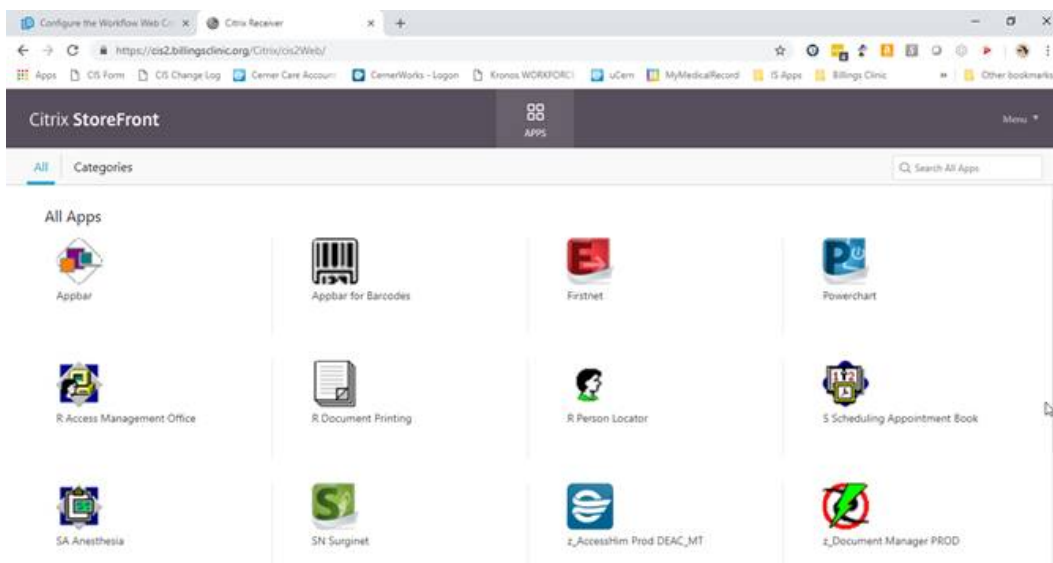 Configure the Workflow Web Co
Citrix Receiver
https://cis2.billingsclinic.org/Citrix/cis2Web/
Apps CIS Form CIS Change Log Cerner Care Account CernerWorks - Logon Kronos WORKFORC uCern MyMedicalRecord IS Apps Billings Clinic Other bookmarks
Citrix StoreFront
APPS
Menu
All Categories
Search All Apps
All Apps
Appbar Appbar for Barcodes Firstnet Powerchart
R Access Management Office R Document Printing R Person Locator S Scheduling Appointment Book
SA Anesthesia SN Surginet z_AccessHim Prod DEAC_MT z_Document Manager PROD